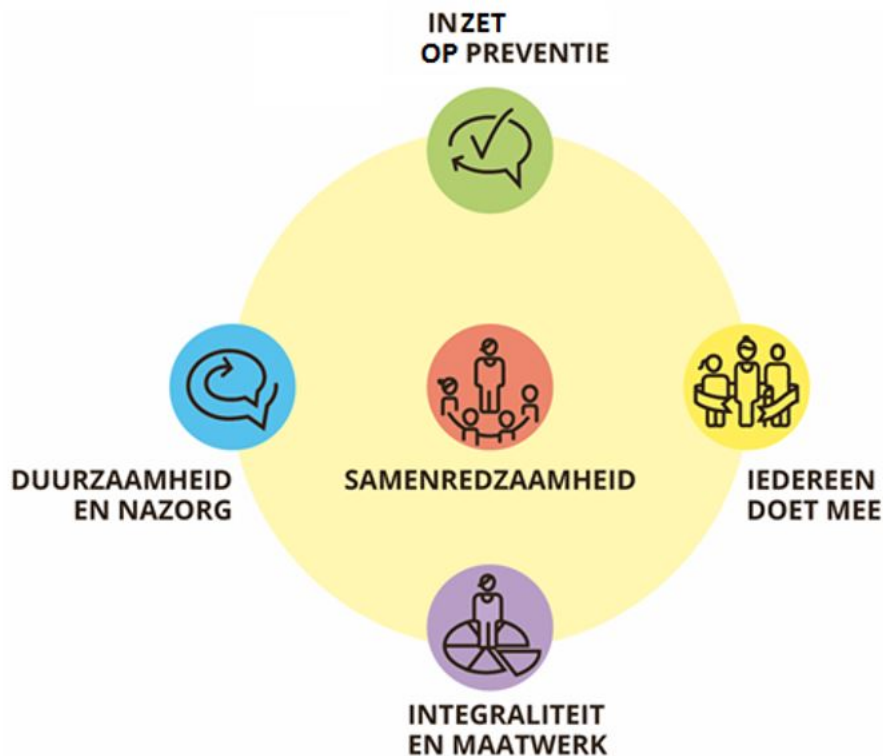 INZET
OP PREVENTIE
DUURZAAMHEID
EN NAZORG
SAMENREDZAAMHEID
IEDEREEN
DOET MEE
INTEGRALITEIT
EN MAATWERK